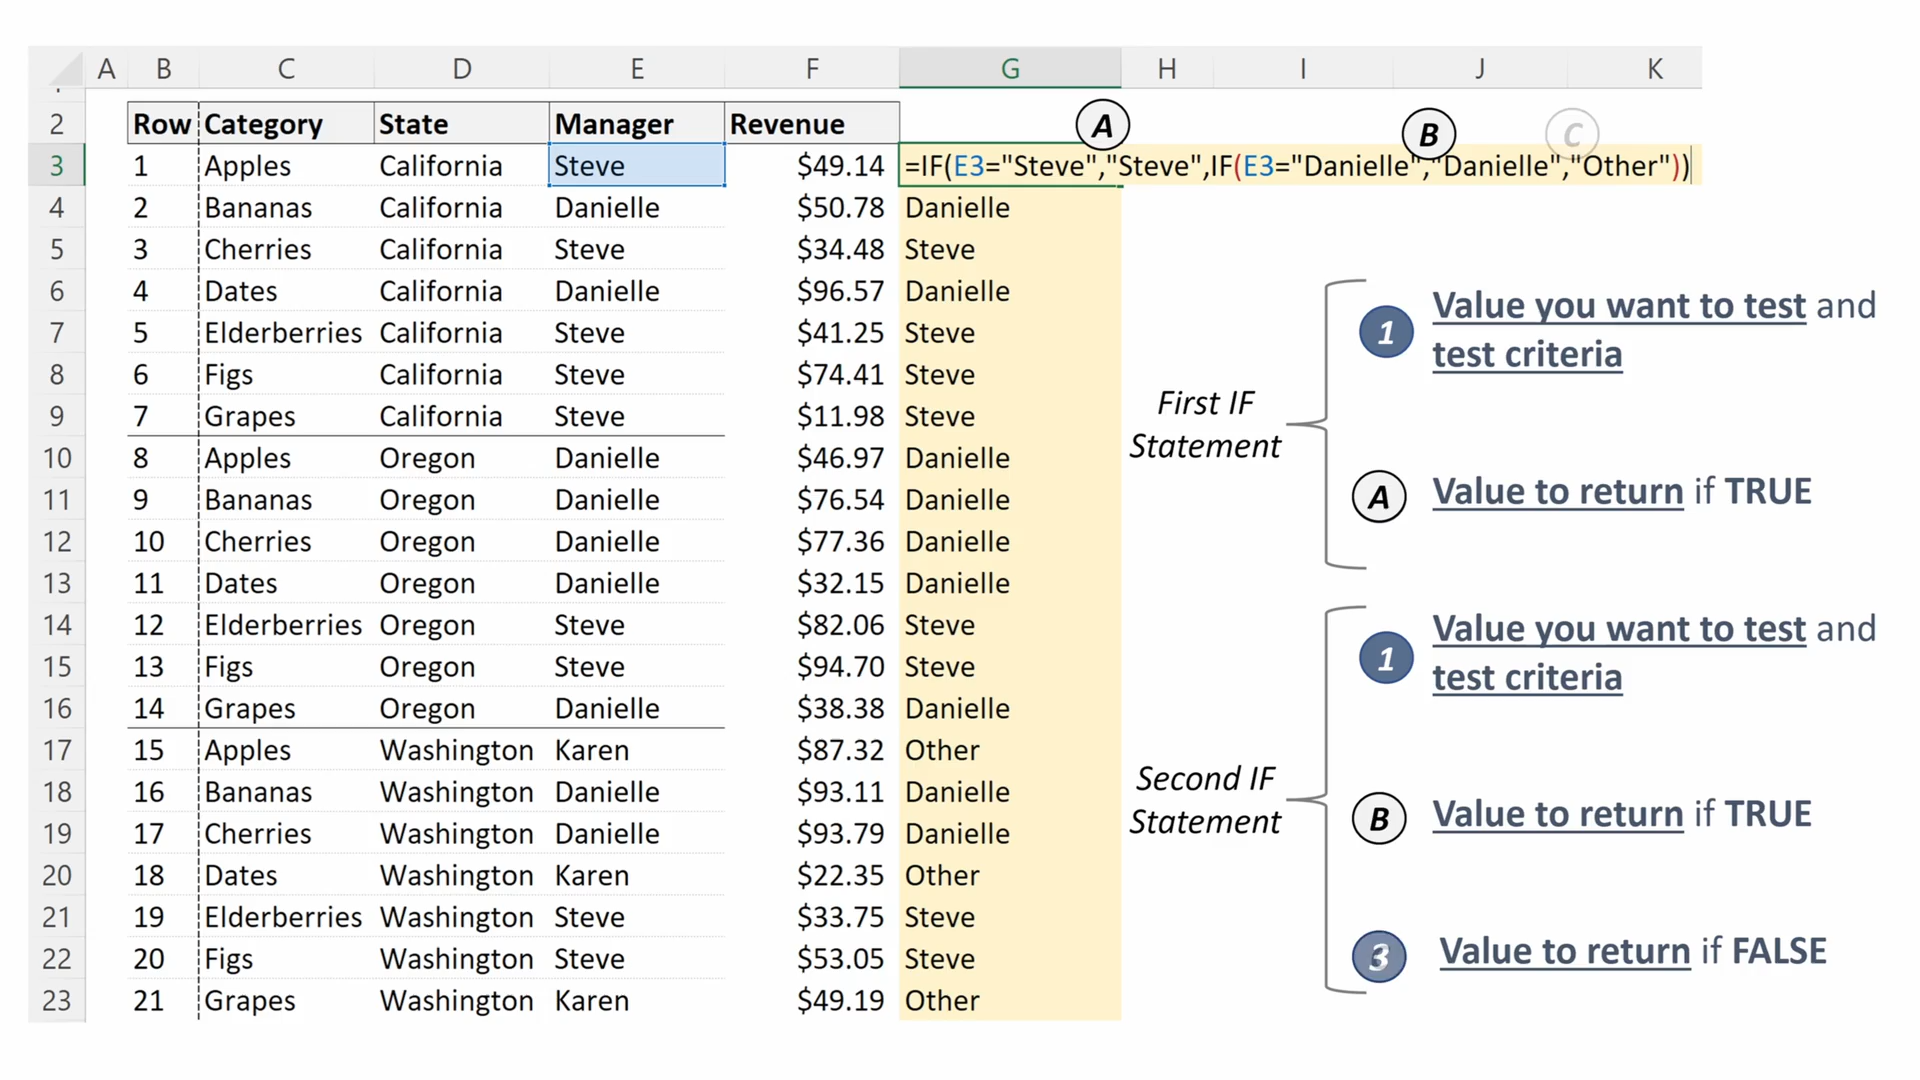 A B C D E F G H I J K
2 Row Category State Manager Revenue A B C
3 1 Apples California Steve $49.14 =IF(E3="Steve","Steve",IF(E3="Danielle","Danielle","Other"))
4 2 Bananas California Danielle $50.78 Danielle
5 3 Cherries California Steve $34.48 Steve
6 4 Dates California Danielle $96.57 Danielle
7 5 Elderberries California Steve $41.25 Steve
8 6 Figs California Steve $74.41 Steve
9 7 Grapes California Steve $11.98 Steve
10 8 Apples Oregon Danielle $46.97 Danielle
11 9 Bananas Oregon Danielle $76.54 Danielle
12 10 Cherries Oregon Danielle $77.36 Danielle
13 11 Dates Oregon Danielle $32.15 Danielle
14 12 Elderberries Oregon Steve $82.06 Steve
15 13 Figs Oregon Steve $94.70 Steve
16 14 Grapes Oregon Danielle $38.38 Danielle
17 15 Apples Washington Karen $87.32 Other
18 16 Bananas Washington Danielle $93.11 Danielle
19 17 Cherries Washington Danielle $93.79 Danielle
20 18 Dates Washington Karen $22.35 Other
21 19 Elderberries Washington Steve $33.75 Steve
22 20 Figs Washington Steve $53.05 Steve
23 21 Grapes Washington Karen $49.19 Other
First IF
Statement
1 Value you want to test and
test criteria
A Value to return if TRUE
Second IF
Statement
1 Value you want to test and
test criteria
B Value to return if TRUE
3 Value to return if FALSE